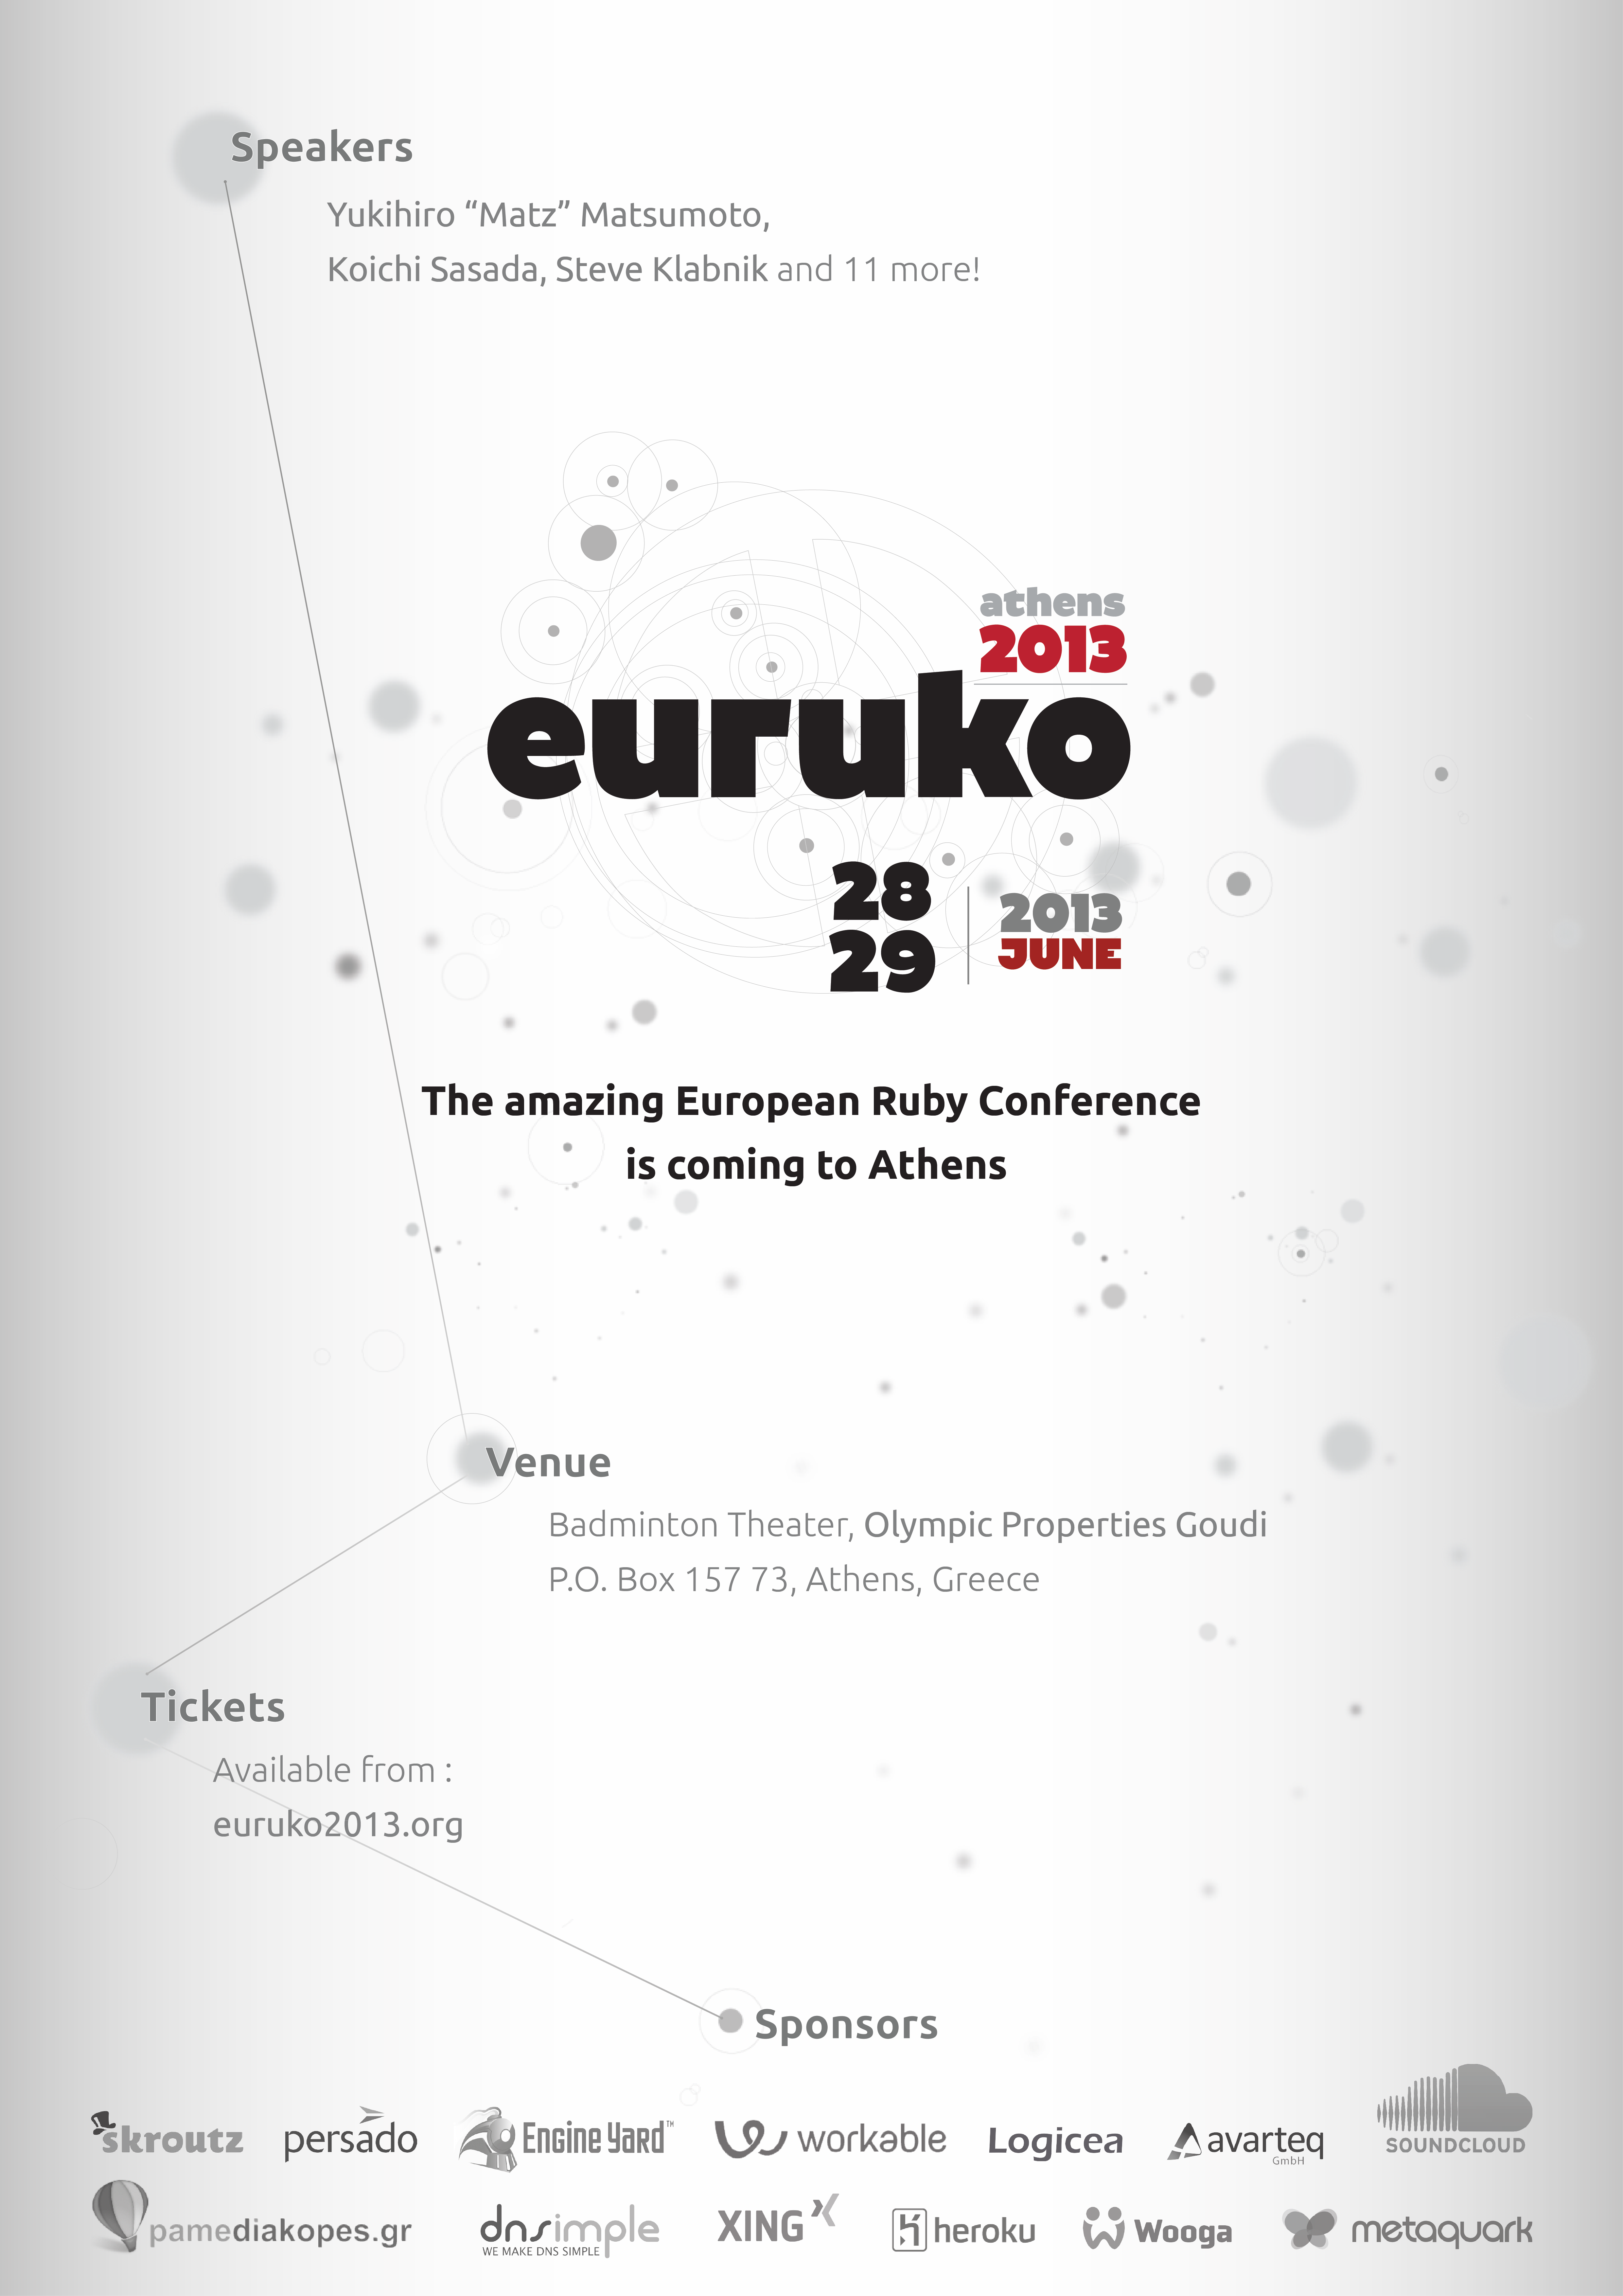 Speakers
Yukihiro “Matz” Matsumoto,
Koichi Sasada, Steve Klabnik and 11 more!
athens
2013
euruko
28
29
2013
JUNE
The amazing European Ruby Conference
is coming to Athens
Venue
Badminton Theater, Olympic Properties Goudi
P.O. Box 157 73, Athens, Greece
Tickets
Available from :
euruko2013.org
Sponsors
skroutz persado Engine Yard™ workable Logicea avarteq GmbH SOUNDCLOUD
pamediakopes.gr dnsimple WE MAKE DNS SIMPLE XING heroku Wooga metaquark